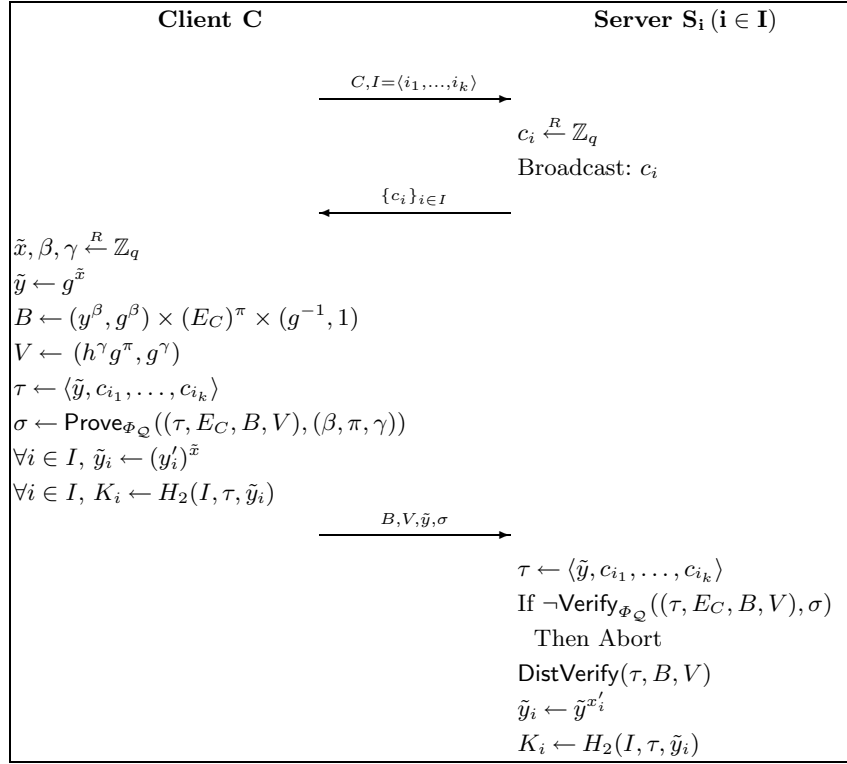 Client C
Server S_i (i ∈ I)
C,I=⟨i_1,...,i_k⟩
c_i ←^R ℤ_q
Broadcast: c_i
{c_i}_{i∈I}
x̃, β, γ ←^R ℤ_q
ỹ ← g^x̃
B ← (y^β, g^β) × (E_C)^π × (g^{-1}, 1)
V ← (h^γ g^π, g^γ)
τ ← ⟨ỹ, c_{i_1}, . . . , c_{i_k}⟩
σ ← Prove_{Φ_Q}((τ, E_C, B, V), (β, π, γ))
∀i ∈ I, ỹ_i ← (y′_i)^x̃
∀i ∈ I, K_i ← H_2(I, τ, ỹ_i)
B,V,ỹ,σ
τ ← ⟨ỹ, c_{i_1}, . . . , c_{i_k}⟩
If ¬Verify_{Φ_Q}((τ, E_C, B, V), σ)
Then Abort
DistVerify(τ, B, V)
ỹ_i ← ỹ^{x′_i}
K_i ← H_2(I, τ, ỹ_i)